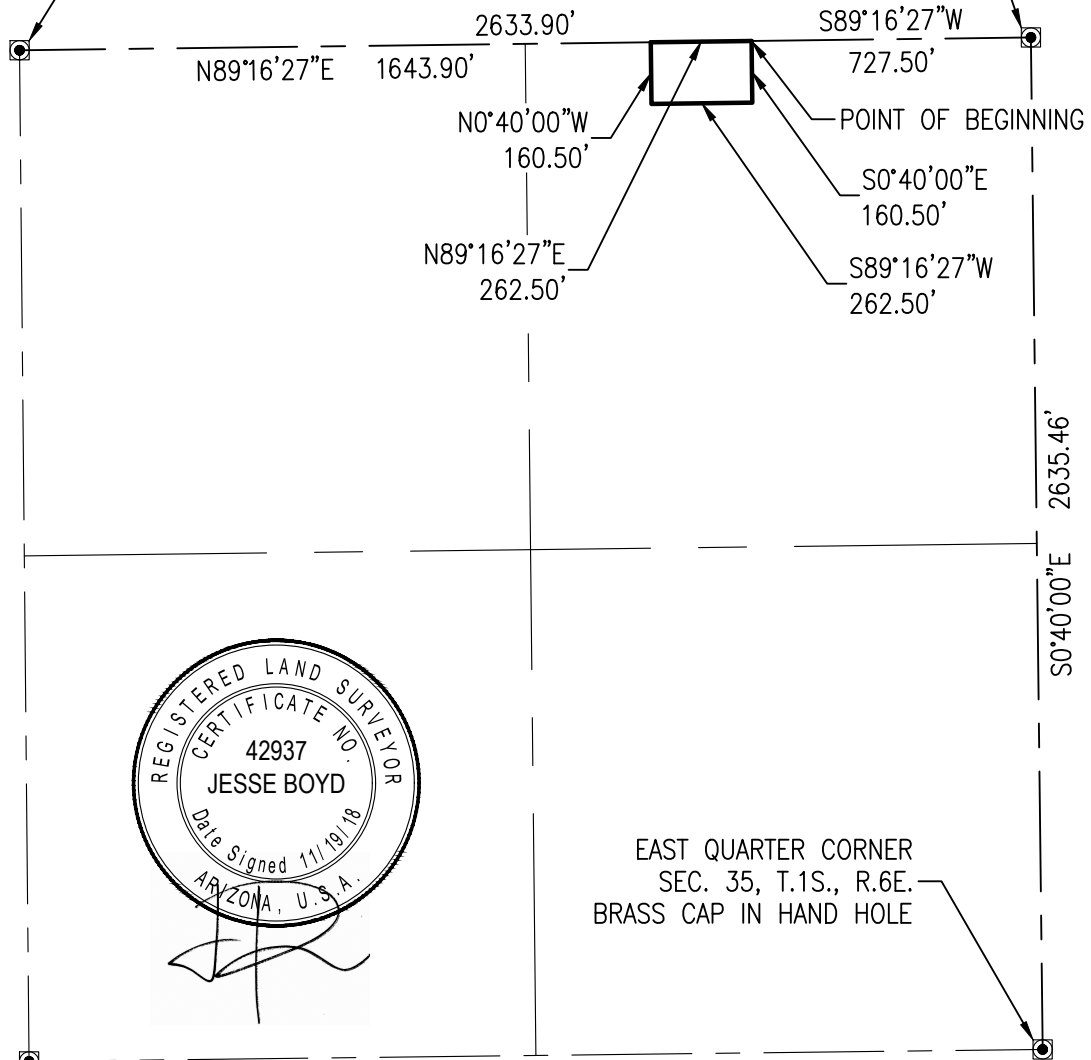 2633.90'
S89°16'27"W
N89°16'27"E 1643.90'
727.50'
N0°40'00"W
160.50'
POINT OF BEGINNING
S0°40'00"E
160.50'
N89°16'27"E
262.50'
S89°16'27"W
262.50'
S0°40'00"E 2635.46'
REGISTERED LAND SURVEYOR
CERTIFICATE NO.
42937
JESSE BOYD
Date Signed 11/19/18
ARIZONA, U.S.A.
EAST QUARTER CORNER
SEC. 35, T.1S., R.6E.
BRASS CAP IN HAND HOLE